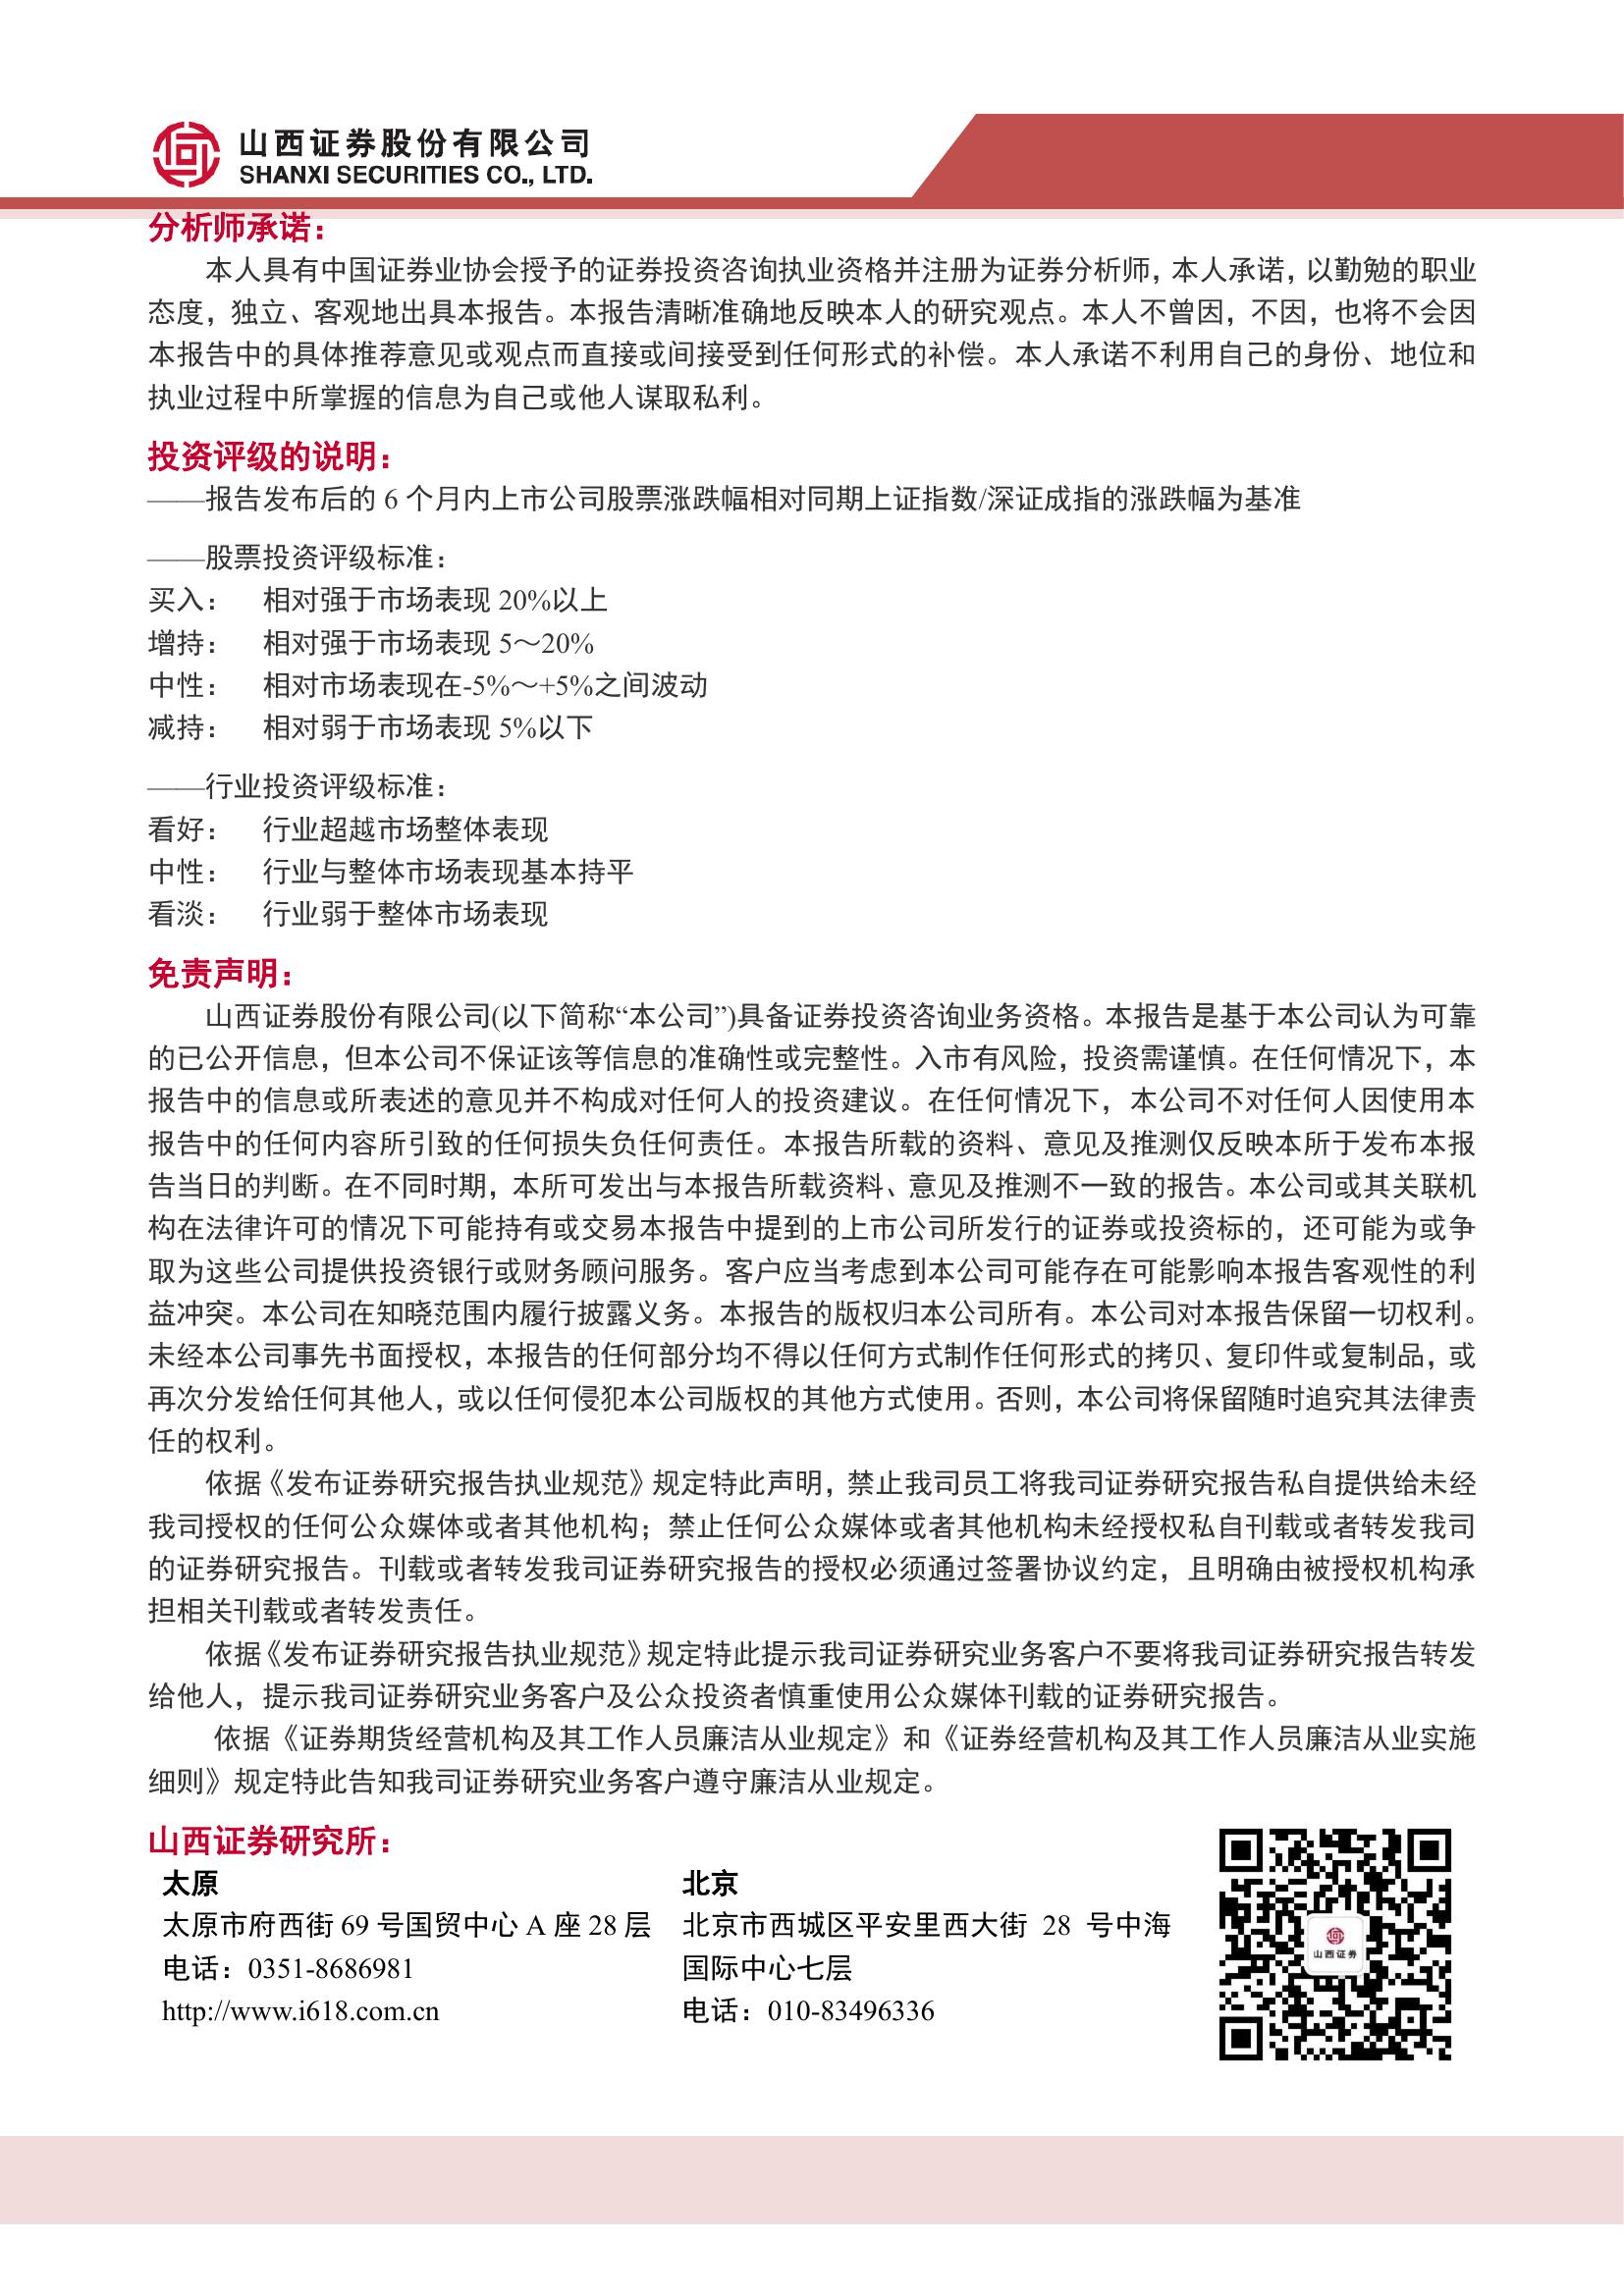 山西证券股份有限公司
SHANXI SECURITIES CO., LTD.
分析师承诺：
本人具有中国证券业协会授予的证券投资咨询执业资格并注册为证券分析师，本人承诺，以勤勉的职业
态度，独立、客观地出具本报告。本报告清晰准确地反映本人的研究观点。本人不曾因，不因，也将不会因
本报告中的具体推荐意见或观点而直接或间接受到任何形式的补偿。本人承诺不利用自己的身份、地位和
执业过程中所掌握的信息为自己或他人谋取私利。
投资评级的说明：
——报告发布后的 6 个月内上市公司股票涨跌幅相对同期上证指数/深证成指的涨跌幅为基准
——股票投资评级标准：
买入： 相对强于市场表现 20%以上
增持： 相对强于市场表现 5～20%
中性： 相对市场表现在-5%～+5%之间波动
减持： 相对弱于市场表现 5%以下
——行业投资评级标准：
看好： 行业超越市场整体表现
中性： 行业与整体市场表现基本持平
看淡： 行业弱于整体市场表现
免责声明：
山西证券股份有限公司(以下简称“本公司”)具备证券投资咨询业务资格。本报告是基于本公司认为可靠
的已公开信息，但本公司不保证该等信息的准确性或完整性。入市有风险，投资需谨慎。在任何情况下，本
报告中的信息或所表述的意见并不构成对任何人的投资建议。在任何情况下，本公司不对任何人因使用本
报告中的任何内容所引致的任何损失负任何责任。本报告所载的资料、意见及推测仅反映本所于发布本报
告当日的判断。在不同时期，本所可发出与本报告所载资料、意见及推测不一致的报告。本公司或其关联机
构在法律许可的情况下可能持有或交易本报告中提到的上市公司所发行的证券或投资标的，还可能为或争
取为这些公司提供投资银行或财务顾问服务。客户应当考虑到本公司可能存在可能影响本报告客观性的利
益冲突。本公司在知晓范围内履行披露义务。本报告的版权归本公司所有。本公司对本报告保留一切权利。
未经本公司事先书面授权，本报告的任何部分均不得以任何方式制作任何形式的拷贝、复印件或复制品，或
再次分发给任何其他人，或以任何侵犯本公司版权的其他方式使用。否则，本公司将保留随时追究其法律责
任的权利。
依据《发布证券研究报告执业规范》规定特此声明，禁止我司员工将我司证券研究报告私自提供给未经
我司授权的任何公众媒体或者其他机构；禁止任何公众媒体或者其他机构未经授权私自刊载或者转发我司
的证券研究报告。刊载或者转发我司证券研究报告的授权必须通过签署协议约定，且明确由被授权机构承
担相关刊载或者转发责任。
依据《发布证券研究报告执业规范》规定特此提示我司证券研究业务客户不要将我司证券研究报告转发
给他人，提示我司证券研究业务客户及公众投资者慎重使用公众媒体刊载的证券研究报告。
依据《证券期货经营机构及其工作人员廉洁从业规定》和《证券经营机构及其工作人员廉洁从业实施
细则》规定特此告知我司证券研究业务客户遵守廉洁从业规定。
山西证券研究所：
太原
太原市府西街 69 号国贸中心 A 座 28 层
电话：0351-8686981
http://www.i618.com.cn
北京
北京市西城区平安里西大街 28 号中海
国际中心七层
电话：010-83496336
山西证券